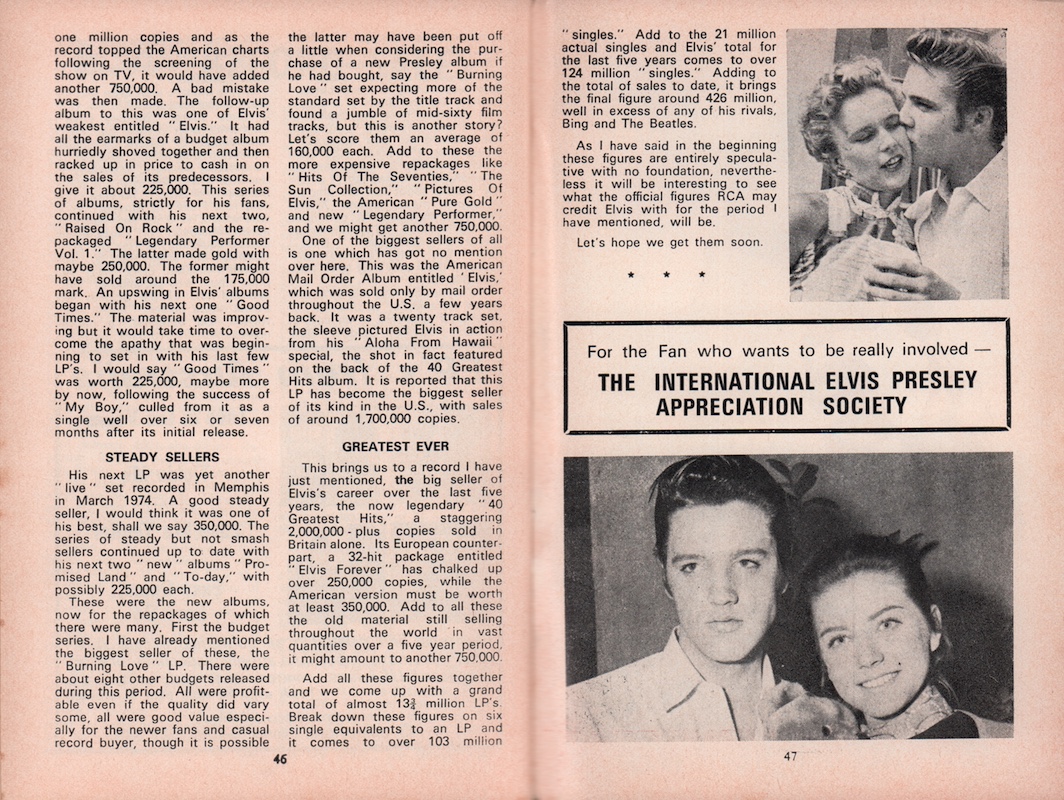 one million copies and as the
record topped the American charts
following the screening of the
show on TV, it would have added
another 750,000. A bad mistake
was then made. The follow-up
album to this was one of Elvis'
weakest entitled "Elvis." It had
all the earmarks of a budget album
hurriedly shoved together and then
racked up in price to cash in on
the sales of its predecessors. I
give it about 225,000. This series
of albums, strictly for his fans,
continued with his next two,
"Raised On Rock" and the re-
packaged "Legendary Performer
Vol. 1." The latter made gold with
maybe 250,000. The former might
have sold around the 175,000
mark. An upswing in Elvis' albums
began with his next one "Good
Times." The material was improv-
ing but it would take time to over-
come the apathy that was begin-
ning to set in with his last few
LP's. I would say "Good Times"
was worth 225,000, maybe more
by now, following the success of
"My Boy," culled from it as a
single well over six or seven
months after its initial release.
STEADY SELLERS
His next LP was yet another
"live" set recorded in Memphis
in March 1974. A good steady
seller, I would think it was one of
his best, shall we say 350,000. The
series of steady but not smash
sellers continued up to date with
his next two "new" albums "Pro-
mised Land" and "To-day," with
possibly 225,000 each.
These were the new albums,
now for the repackages of which
there were many. First the budget
series. I have already mentioned
the biggest seller of these, the
"Burning Love" LP. There were
about eight other budgets released
during this period. All were profit-
able even if the quality did vary
some, all were good value especi-
ally for the newer fans and casual
record buyer, though it is possible
46
the latter may have been put off
a little when considering the pur-
chase of a new Presley album if
he had bought, say the "Burning
Love" set expecting more of the
standard set by the title track and
found a jumble of mid-sixty film
tracks, but this is another story?
Let's score them an average of
160,000 each. Add to these the
more expensive repackages like
"Hits Of The Seventies," "The
Sun Collection," "Pictures Of
Elvis," the American "Pure Gold"
and new "Legendary Performer,"
and we might get another 750,000.
One of the biggest sellers of all
is one which has got no mention
over here. This was the American
Mail Order Album entitled 'Elvis,'
which was sold only by mail order
throughout the U.S. a few years
back. It was a twenty track set,
the sleeve pictured Elvis in action
from his "Aloha From Hawaii"
special, the shot in fact featured
on the back of the 40 Greatest
Hits album. It is reported that this
LP has become the biggest seller
of its kind in the U.S., with sales
of around 1,700,000 copies.
GREATEST EVER
This brings us to a record I have
just mentioned, the big seller of
Elvis's career over the last five
years, the now legendary "40
Greatest Hits," a staggering
2,000,000-plus copies sold in
Britain alone. Its European counter-
part, a 32-hit package entitled
"Elvis Forever" has chalked up
over 250,000 copies, while the
American version must be worth
at least 350,000. Add to all these
the old material still selling
throughout the world in vast
quantities over a five year period,
it might amount to another 750,000.
Add all these figures together
and we come up with a grand
total of almost 13¾ million LP's.
Break down these figures on six
single equivalents to an LP and
it comes to over 103 million
"singles." Add to the 21 million
actual singles and Elvis' total for
the last five years comes to over
124 million "singles." Adding to
the total of sales to date, it brings
the final figure around 426 million,
well in excess of any of his rivals,
Bing and The Beatles.
As I have said in the beginning
these figures are entirely specula-
tive with no foundation, neverthe-
less it will be interesting to see
what the official figures RCA may
credit Elvis with for the period I
have mentioned, will be.
Let's hope we get them soon.
* * *
For the Fan who wants to be really involved —
THE INTERNATIONAL ELVIS PRESLEY
APPRECIATION SOCIETY
47